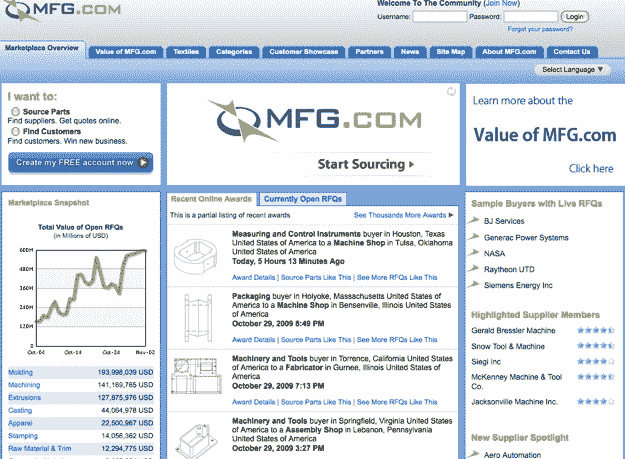 MFG.COM
Welcome To The Community (Join Now)
Username: Password: Login
Forgot your password?
Marketplace Overview Value of MFG.com Textiles Categories Customer Showcase Partners News Site Map About MFG.com Contact Us
Select Language ▼
I want to:
Source Parts
Find suppliers. Get quotes online.
Find Customers
Find customers. Win new business.
Create my FREE account now
MFG.COM
Start Sourcing
Learn more about the
Value of MFG.com
Click here
Marketplace Snapshot
Total Value of Open RFQs
(in Millions of USD)
600M
480M
360M
240M
120M
Oct-04 Oct-14 Oct-24 Nov-02
Molding 193,998,039 USD
Machining 141,169,765 USD
Extrusions 127,875,976 USD
Casting 44,064,978 USD
Apparel 22,500,967 USD
Stamping 14,056,362 USD
Raw Material & Trim 12,294,775 USD
Recent Online Awards Currently Open RFQs
This is a partial listing of recent awards See Thousands More Awards
Measuring and Control Instruments buyer in Houston, Texas
United States of America to a Machine Shop in Tulsa, Oklahoma
United States of America
Today, 5 Hours 13 Minutes Ago
Award Details | Source Parts Like This | See More RFQs Like This
Packaging buyer in Holyoke, Massachusetts United States of
America to a Machine Shop in Bensenville, Illinois United States
of America
October 29, 2009 8:49 PM
Award Details | Source Parts Like This | See More RFQs Like This
Machinery and Tools buyer in Torrence, California United States
of America to a Fabricator in Gurnee, Illinois United States of
America
October 29, 2009 7:13 PM
Award Details | Source Parts Like This | See More RFQs Like This
Machinery and Tools buyer in Springfield, Virginia United States
of America to a Assembly Shop in Lebanon, Pennsylvania
United States of America
October 29, 2009 3:27 PM
Sample Buyers with Live RFQs
BJ Services
Generac Power Systems
NASA
Raytheon UTD
Siemens Energy Inc
Highlighted Supplier Members
Gerald Bressler Machine
Snow Tool & Machine
Siegi Inc
McKenney Machine & Tool
Co.
Jacksonville Machine Inc.
New Supplier Spotlight
Aero Automation